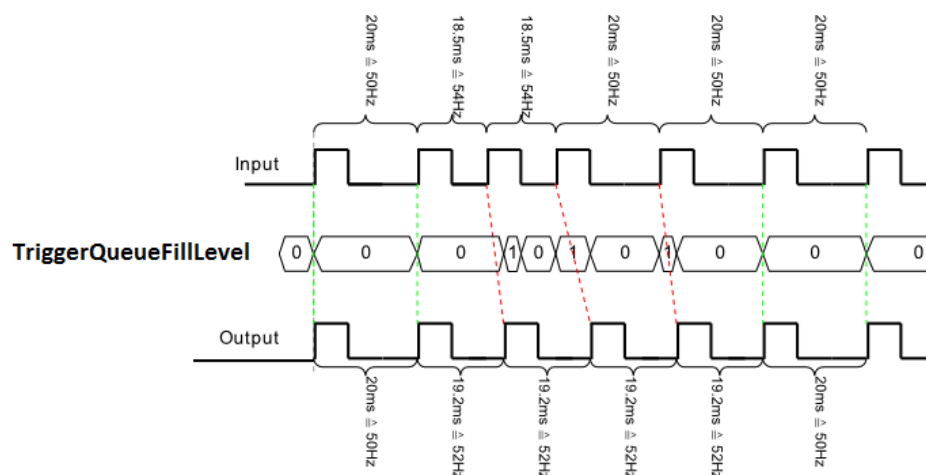 20ms ≙ 50Hz
18.5ms ≙ 54Hz
18.5ms ≙ 54Hz
20ms ≙ 50Hz
20ms ≙ 50Hz
20ms ≙ 50Hz
Input
TriggerQueueFillLevel
0 0 0 1 0 1 0 1 0 0 0
Output
20ms ≙ 50Hz
19.2ms ≙ 52Hz
19.2ms ≙ 52Hz
19.2ms ≙ 52Hz
19.2ms ≙ 52Hz
20ms ≙ 50Hz